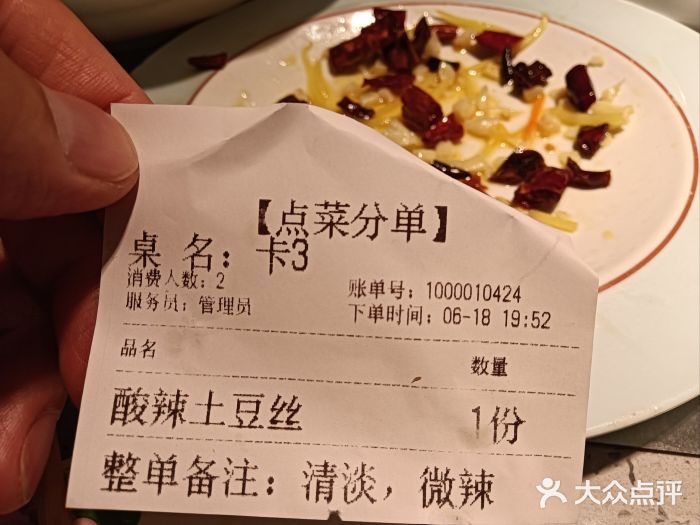 【点菜分单】
桌名：卡3
消费人数：2
账单号：1000010424
服务员：管理员
下单时间：06-18 19:52
品名 数量
酸辣土豆丝 1份
整单备注：清淡，微辣
大众点评